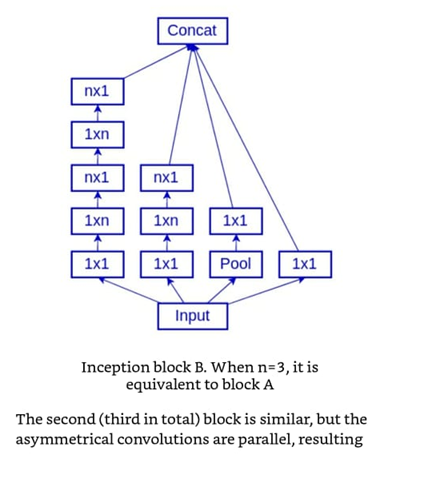 Concat
nx1
1xn
nx1 nx1
1xn 1xn 1x1
1x1 1x1 Pool 1x1
Input
Inception block B. When n=3, it is
equivalent to block A
The second (third in total) block is similar, but the
asymmetrical convolutions are parallel, resulting